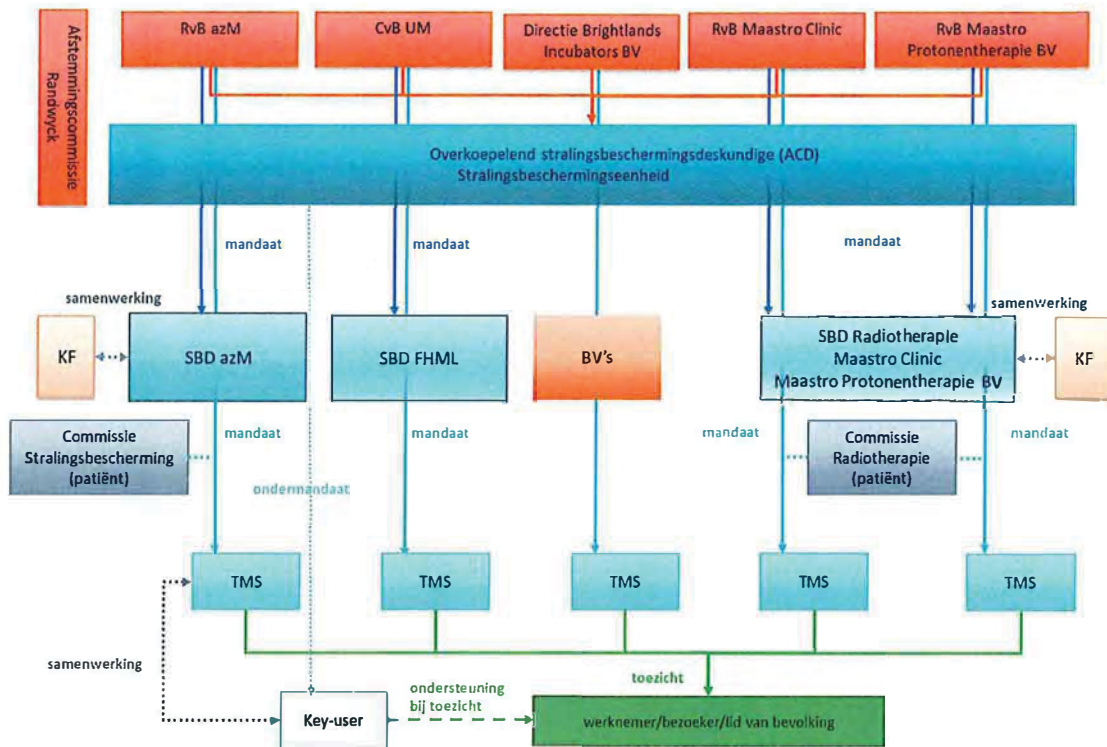 Afstemmingscommissie
Randwyck
RvB azM
CvB UM
Directie Brightlands
Incubators BV
RvB Maastro Clinic
RvB Maastro
Protonentherapie BV
Overkoepelend stralingsbeschermingsdeskundige (ACD)
Stralingsbeschermingseenheid
mandaat
mandaat
mandaat
samenwerking
samenwerking
KF
SBD azM
SBD FHML
BV's
SBD Radiotherapie
Maastro Clinic
Maastro Protonentherapie BV
KF
Commissie
Stralingsbescherming
(patiënt)
mandaat
mandaat
mandaat
Commissie
Radiotherapie
(patiënt)
mandaat
ondermandaat
TMS
TMS
TMS
TMS
TMS
samenwerking
toezicht
Key-user
ondersteuning
bij toezicht
werknemer/bezoeker/lid van bevolking